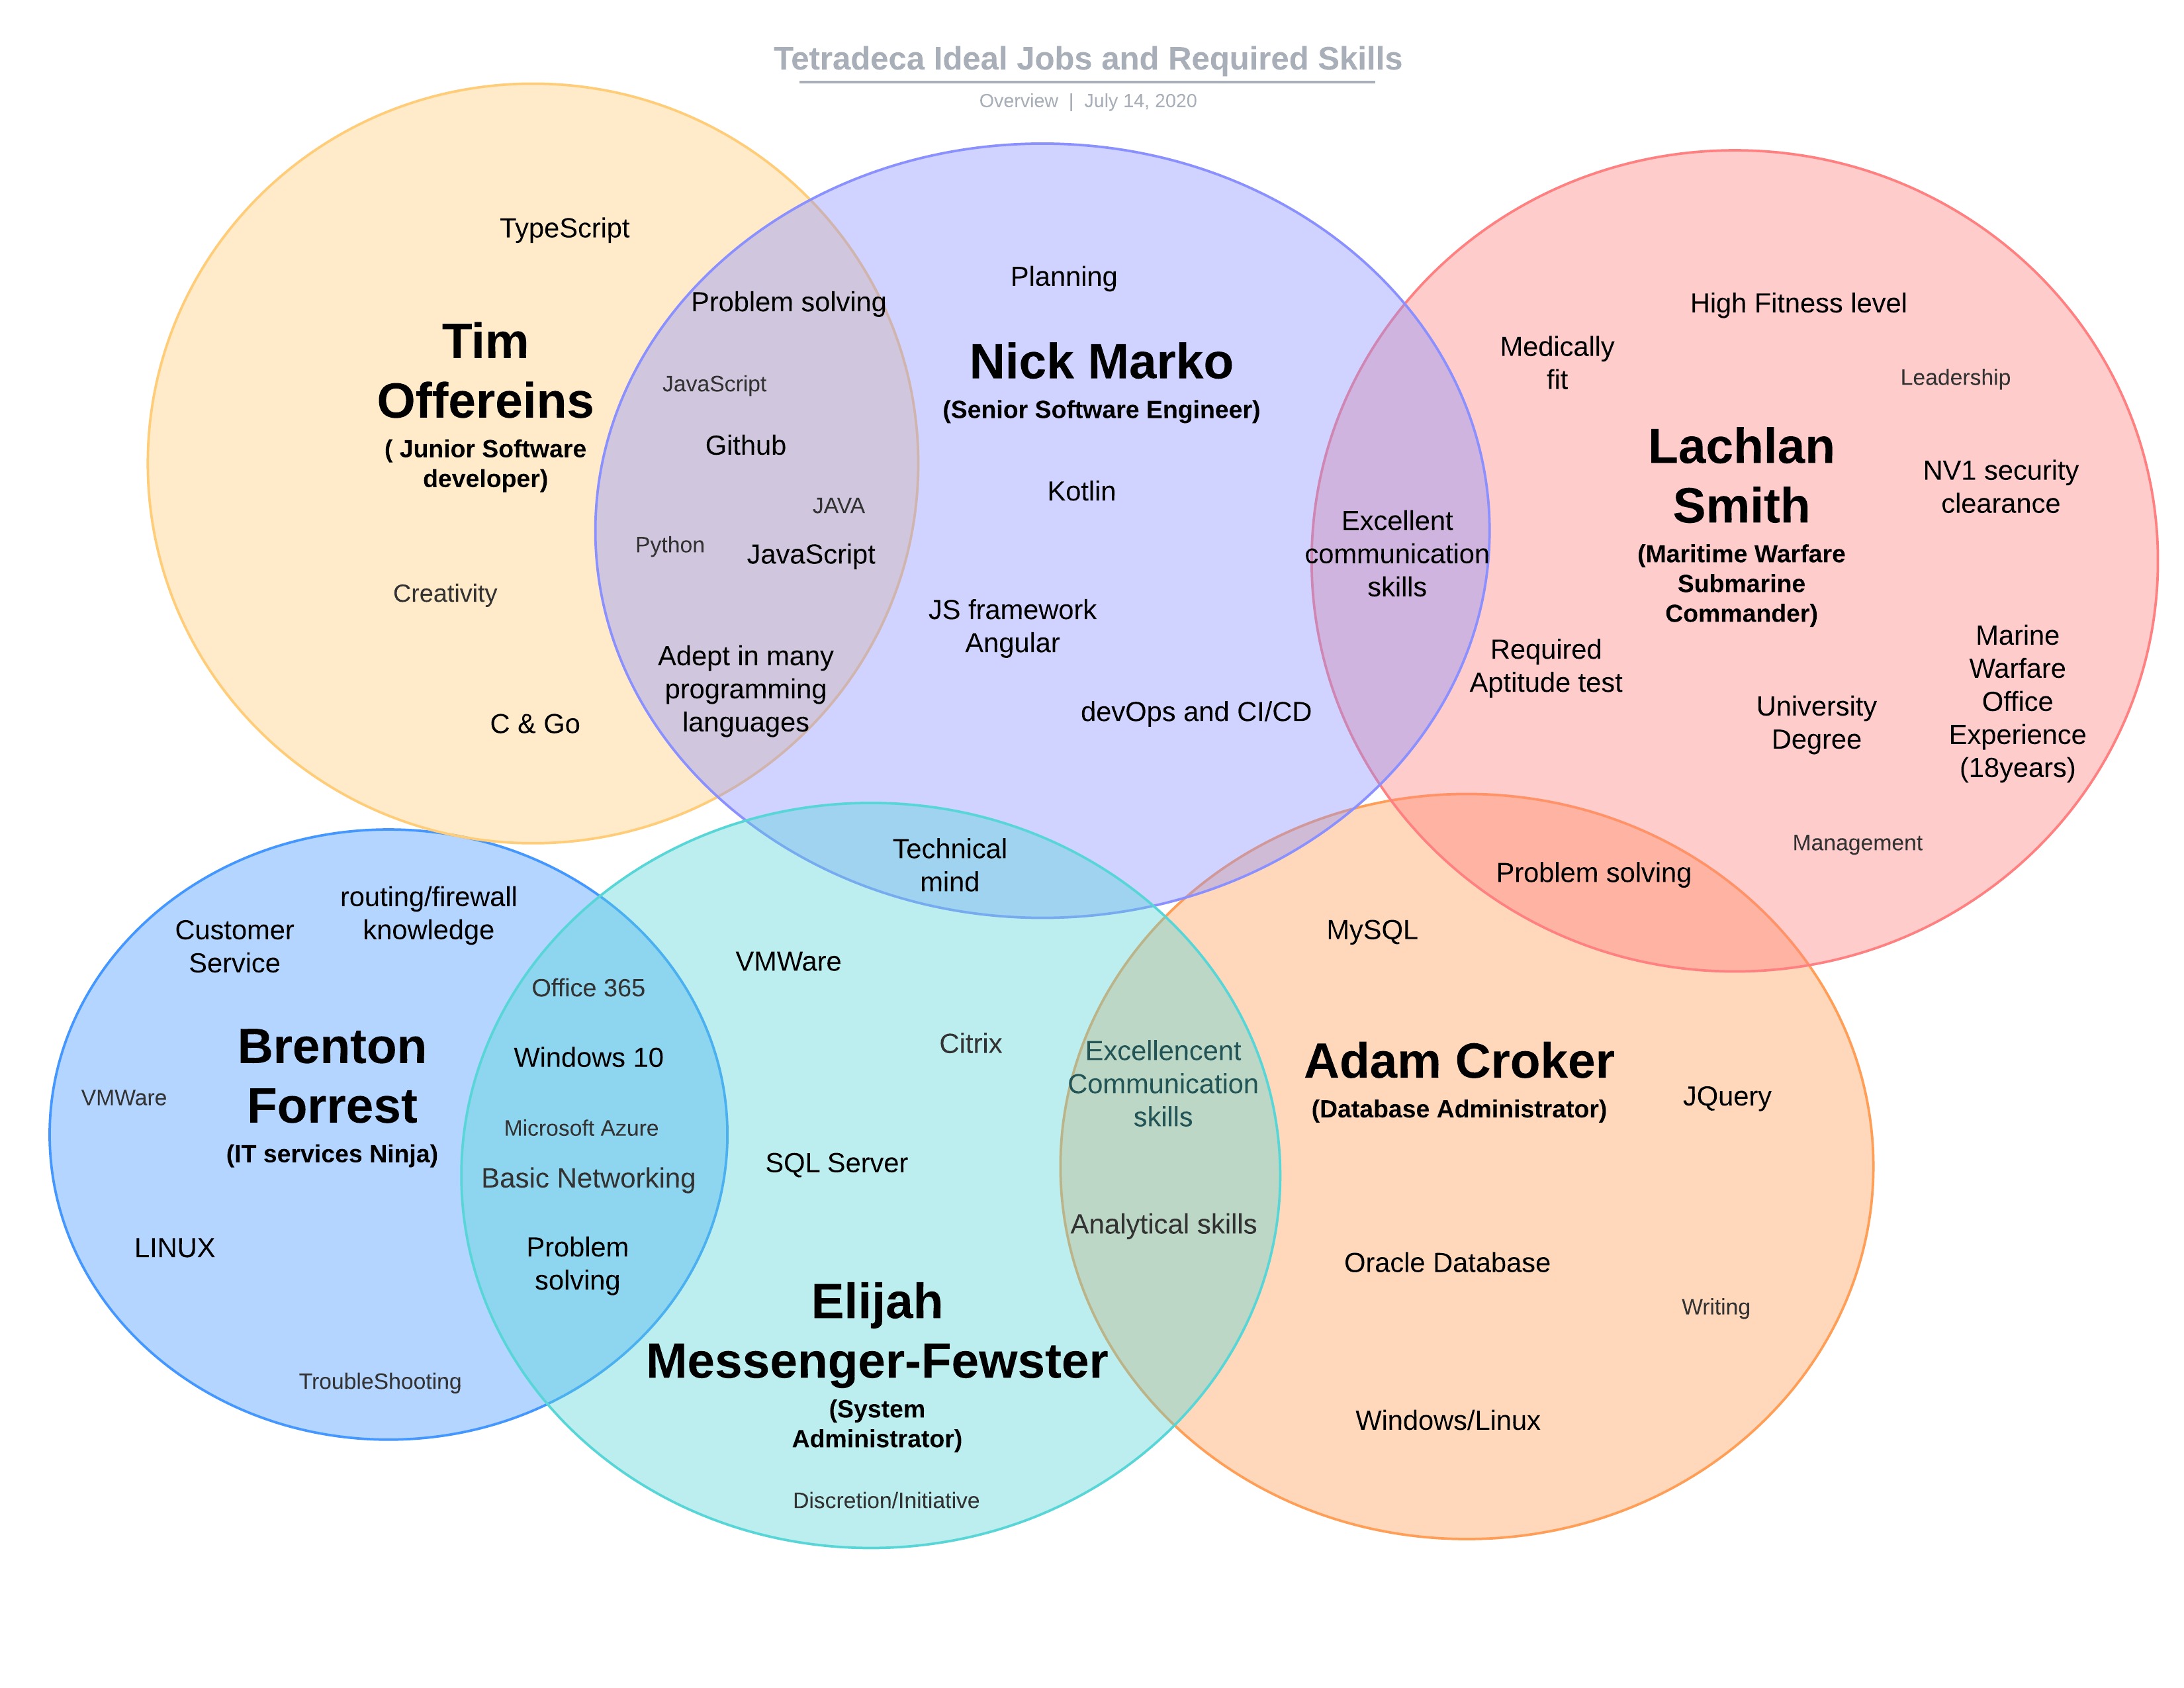 Tetradeca Ideal Jobs and Required Skills
Overview | July 14, 2020
TypeScript
Tim
Offereins
( Junior Software
developer)
Creativity
C & Go
Problem solving
JavaScript
Github
JAVA
Python
JavaScript
Adept in many
programming
languages
Planning
Nick Marko
(Senior Software Engineer)
Kotlin
JS framework
Angular
devOps and CI/CD
Excellent
communication
skills
High Fitness level
Medically
fit
Leadership
Lachlan
Smith
(Maritime Warfare
Submarine
Commander)
NV1 security
clearance
Required
Aptitude test
University
Degree
Marine
Warfare
Office
Experience
(18years)
Management
Technical
mind
Problem solving
routing/firewall
knowledge
Customer
Service
Brenton
Forrest
(IT services Ninja)
VMWare
LINUX
TroubleShooting
Office 365
Windows 10
Microsoft Azure
Basic Networking
Problem
solving
VMWare
Citrix
SQL Server
Elijah
Messenger-Fewster
(System
Administrator)
Discretion/Initiative
Excellencent
Communication
skills
Analytical skills
MySQL
Adam Croker
(Database Administrator)
JQuery
Oracle Database
Writing
Windows/Linux